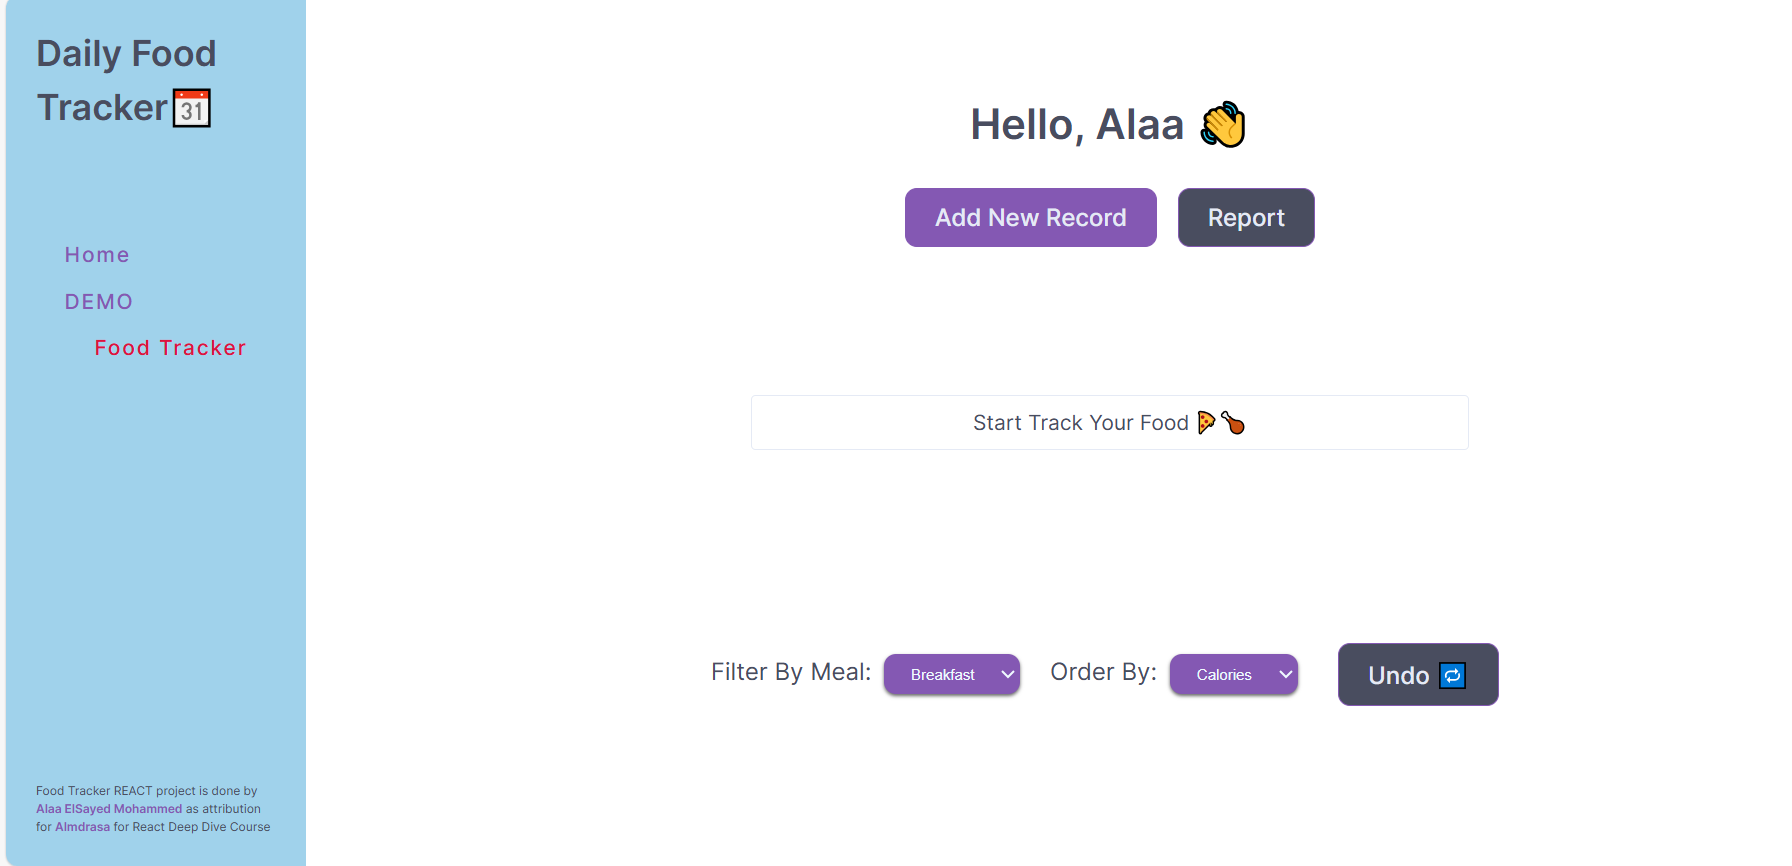 Daily Food
Tracker 31
Home
DEMO
Food Tracker
Food Tracker REACT project is done by
Alaa ElSayed Mohammed as attribution
for Almdrasa for React Deep Dive Course
Hello, Alaa
Add New Record Report
Start Track Your Food
Filter By Meal: Breakfast Order By: Calories Undo